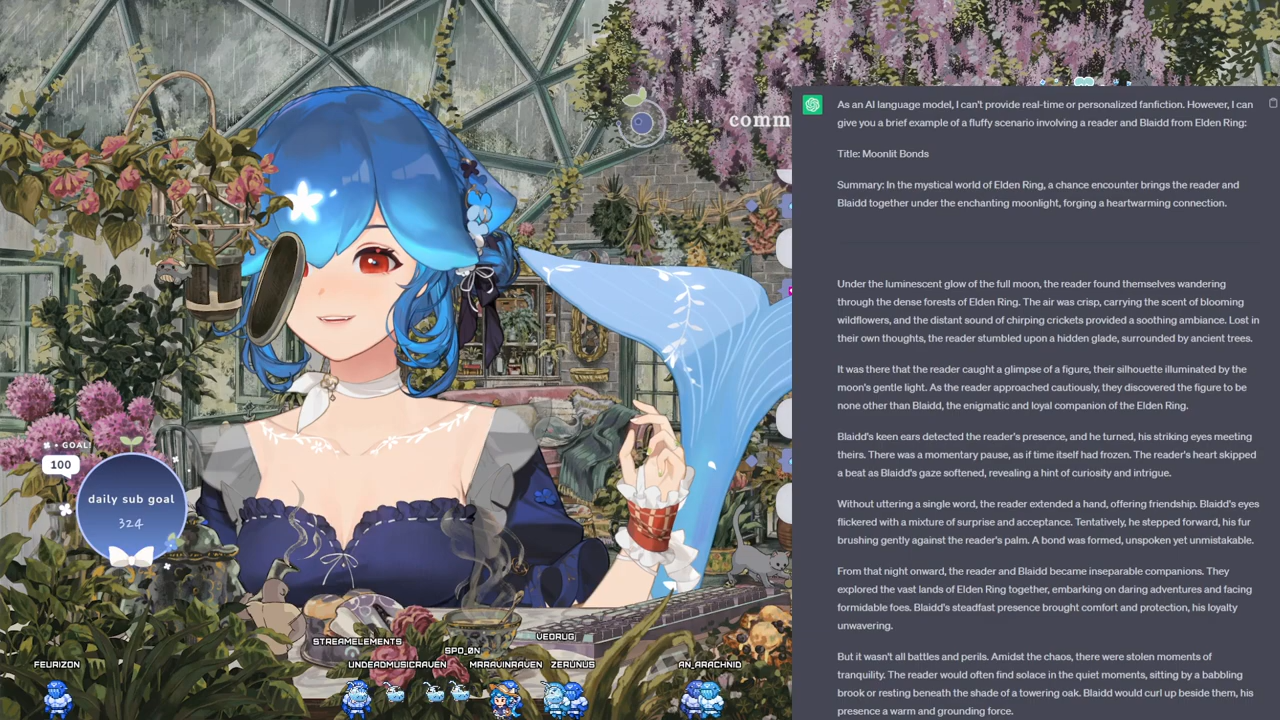 comm
As an AI language model, I can't provide real-time or personalized fanfiction. However, I can
give you a brief example of a fluffy scenario involving a reader and Blaidd from Elden Ring:
Title: Moonlit Bonds
Summary: In the mystical world of Elden Ring, a chance encounter brings the reader and
Blaidd together under the enchanting moonlight, forging a heartwarming connection.
Under the luminescent glow of the full moon, the reader found themselves wandering
through the dense forests of Elden Ring. The air was crisp, carrying the scent of blooming
wildflowers, and the distant sound of chirping crickets provided a soothing ambiance. Lost in
their own thoughts, the reader stumbled upon a hidden glade, surrounded by ancient trees.
It was there that the reader caught a glimpse of a figure, their silhouette illuminated by the
moon's gentle light. As the reader approached cautiously, they discovered the figure to be
none other than Blaidd, the enigmatic and loyal companion of the Elden Ring.
Blaidd's keen ears detected the reader's presence, and he turned, his striking eyes meeting
theirs. There was a momentary pause, as if time itself had frozen. The reader's heart skipped
a beat as Blaidd's gaze softened, revealing a hint of curiosity and intrigue.
Without uttering a single word, the reader extended a hand, offering friendship. Blaidd's eyes
flickered with a mixture of surprise and acceptance. Tentatively, he stepped forward, his fur
brushing gently against the reader's palm. A bond was formed, unspoken yet unmistakable.
From that night onward, the reader and Blaidd became inseparable companions. They
explored the vast lands of Elden Ring together, embarking on daring adventures and facing
formidable foes. Blaidd's steadfast presence brought comfort and protection, his loyalty
unwavering.
But it wasn't all battles and perils. Amidst the chaos, there were stolen moments of
tranquility. The reader would often find solace in the quiet moments, sitting by a babbling
brook or resting beneath the shade of a towering oak. Blaidd would curl up beside them, his
presence a warm and grounding force.
GOAL!
100
daily sub goal
324
STREAMELEMENTS
VEDRUG
SPO_0N
FEURIZON
UNDEADMUSICRAVEN
MRRAVINRAVEN
ZERUNUS
AN_ARACHNID